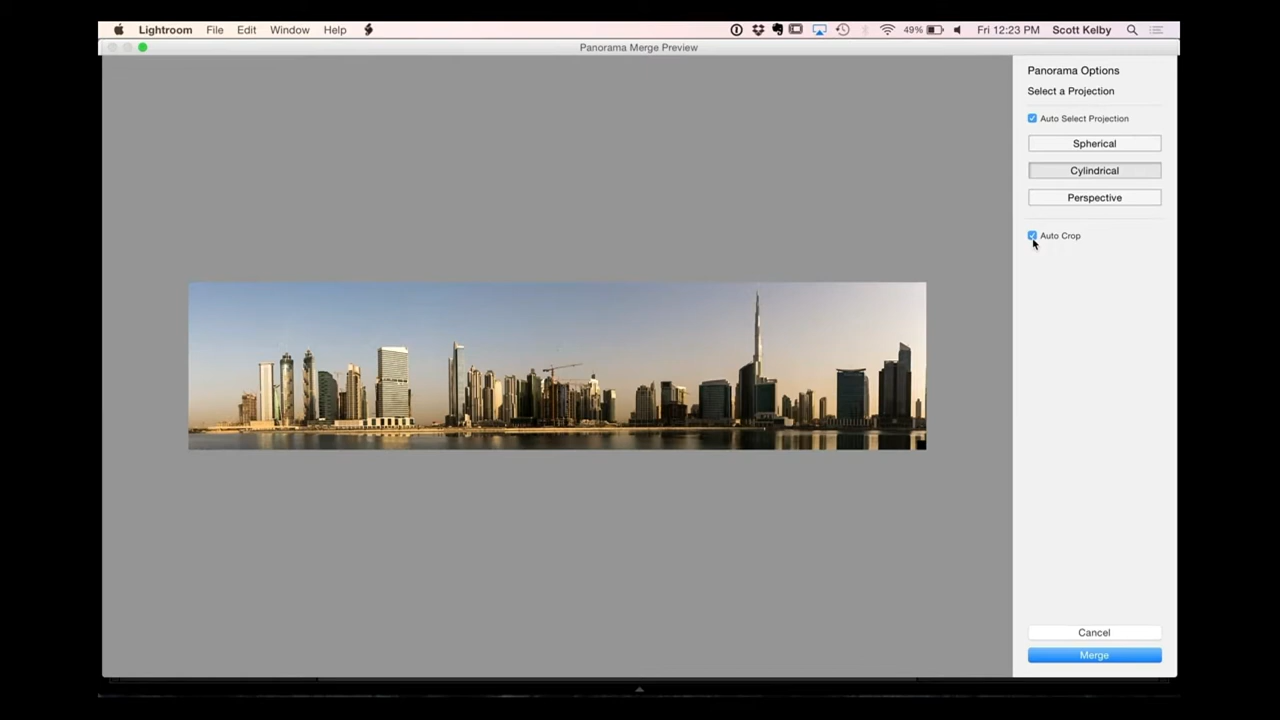 Lightroom File Edit Window Help 49% Fri 12:23 PM Scott Kelby
Panorama Merge Preview
Panorama Options
Select a Projection
Auto Select Projection
Spherical
Cylindrical
Perspective
Auto Crop
Cancel
Merge